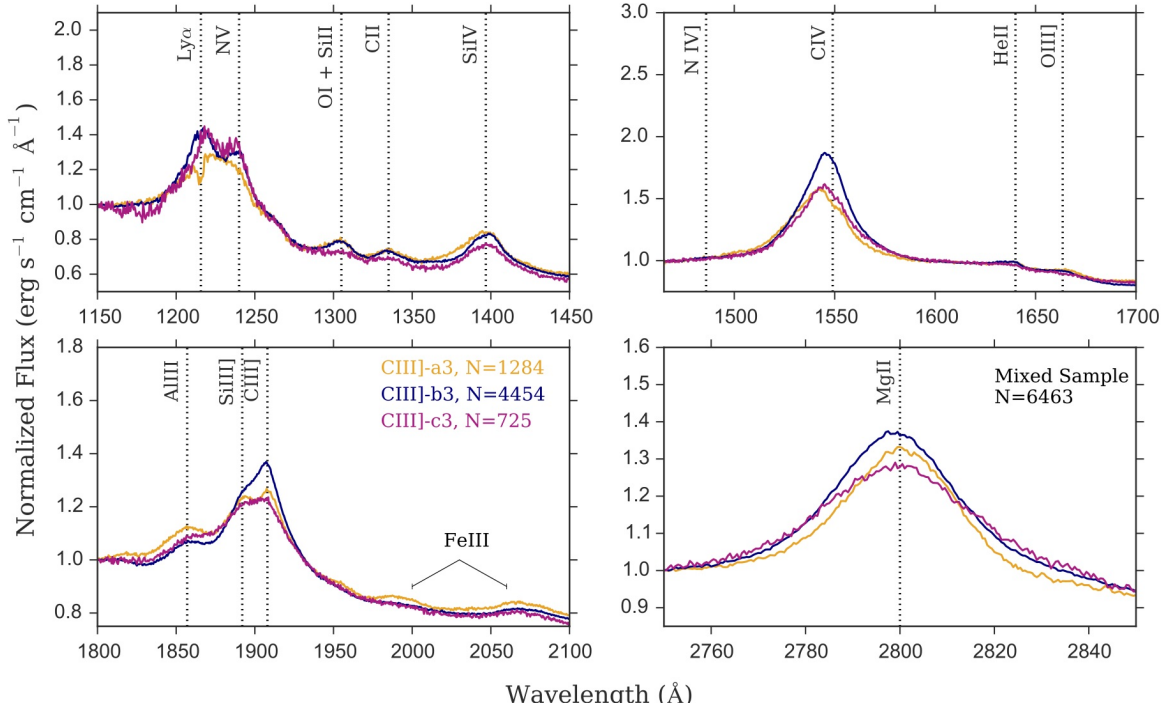 Normalized Flux (erg s⁻¹ cm⁻¹ Å⁻¹)
2.0
1.8
1.6
1.4
1.2
1.0
0.8
0.6
Lyα
NV
OI + SiII
CII
SiIV
1150 1200 1250 1300 1350 1400 1450
3.0
2.5
2.0
1.5
1.0
N IV]
CIV
HeII
OIII]
1500 1550 1600 1650 1700
1.8
1.6
1.4
1.2
1.0
0.8
AlIII
SiIII]
CIII]
CIII]-a3, N=1284
CIII]-b3, N=4454
CIII]-c3, N=725
FeIII
1800 1850 1900 1950 2000 2050 2100
1.6
1.5
1.4
1.3
1.2
1.1
1.0
0.9
MgII
Mixed Sample
N=6463
2760 2780 2800 2820 2840
Wavelength (Å)